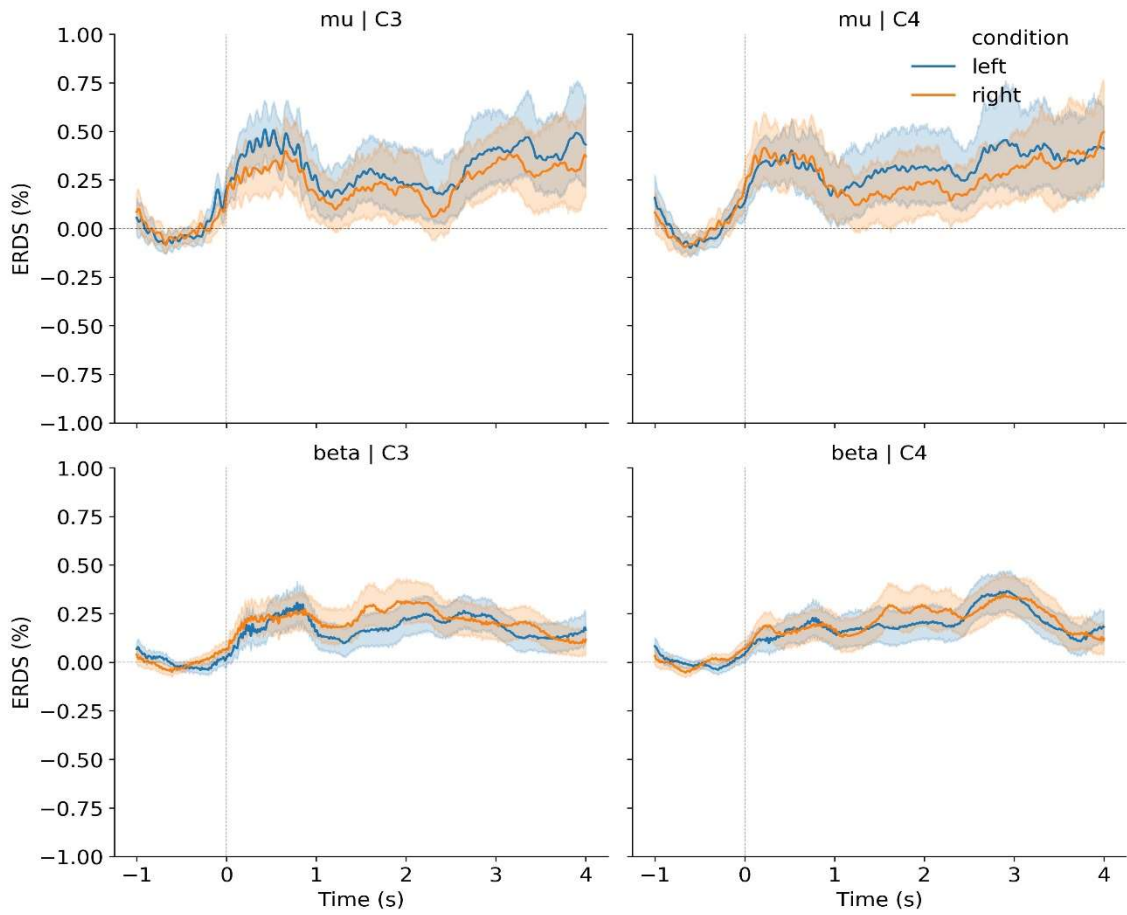 mu | C3
mu | C4
condition
left
right
1.00
0.75
0.50
0.25
0.00
−0.25
−0.50
−0.75
−1.00
ERDS (%)
beta | C3
beta | C4
1.00
0.75
0.50
0.25
0.00
−0.25
−0.50
−0.75
−1.00
ERDS (%)
−1 0 1 2 3 4
−1 0 1 2 3 4
Time (s)
Time (s)